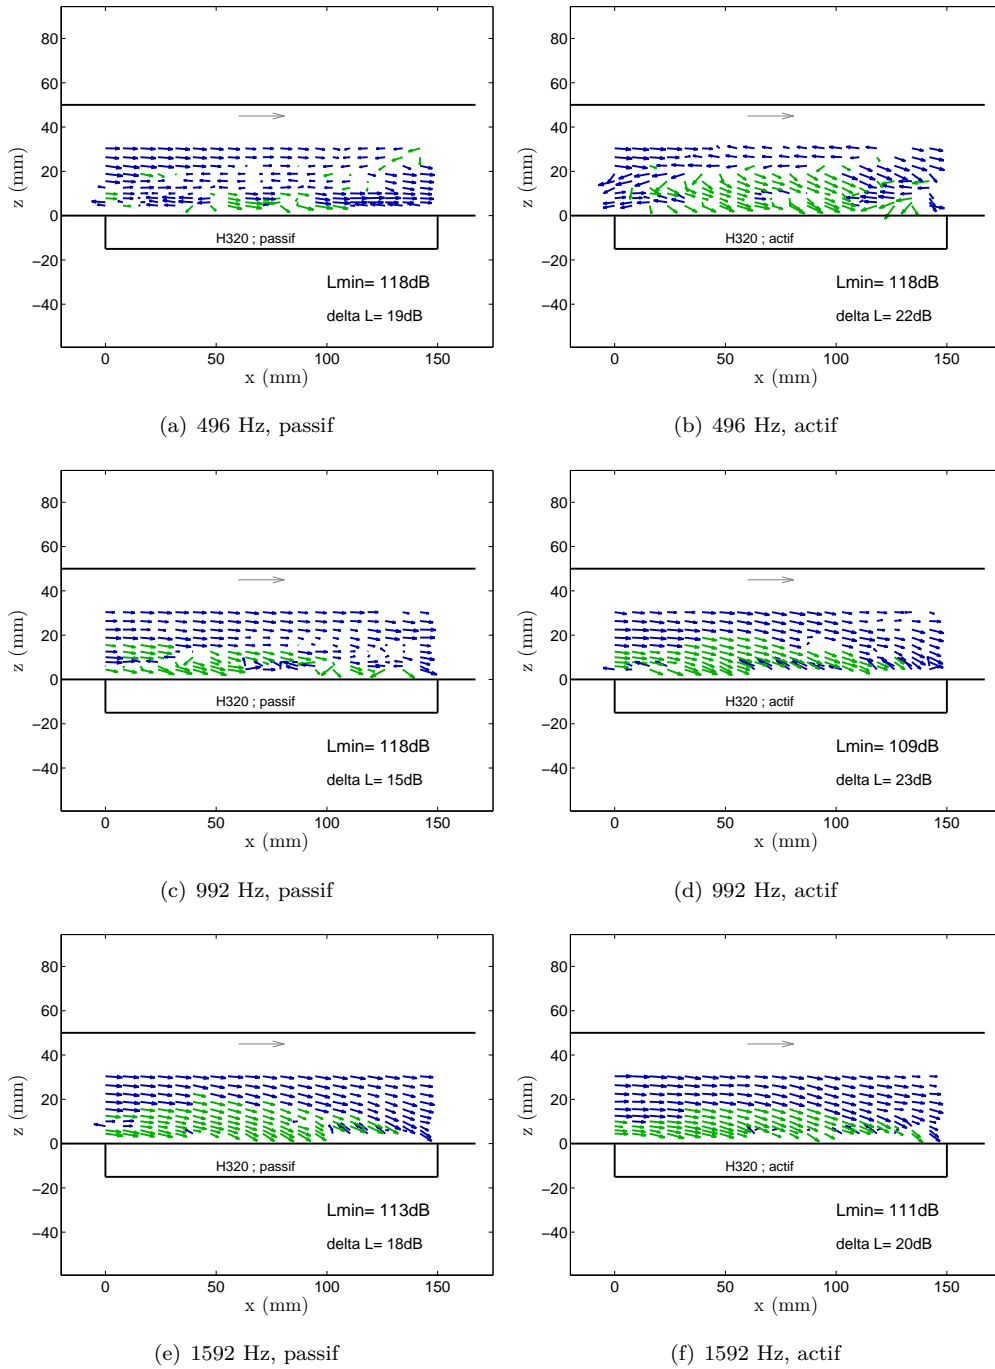 80
60
40
20
0
−20
−40
z (mm)
H320 ; passif
Lmin= 118dB
delta L= 19dB
0 50 100 150
x (mm)
(a) 496 Hz, passif
80
60
40
20
0
−20
−40
z (mm)
H320 ; actif
Lmin= 118dB
delta L= 22dB
0 50 100 150
x (mm)
(b) 496 Hz, actif
80
60
40
20
0
−20
−40
z (mm)
H320 ; passif
Lmin= 118dB
delta L= 15dB
0 50 100 150
x (mm)
(c) 992 Hz, passif
80
60
40
20
0
−20
−40
z (mm)
H320 ; actif
Lmin= 109dB
delta L= 23dB
0 50 100 150
x (mm)
(d) 992 Hz, actif
80
60
40
20
0
−20
−40
z (mm)
H320 ; passif
Lmin= 113dB
delta L= 18dB
0 50 100 150
x (mm)
(e) 1592 Hz, passif
80
60
40
20
0
−20
−40
z (mm)
H320 ; actif
Lmin= 111dB
delta L= 20dB
0 50 100 150
x (mm)
(f) 1592 Hz, actif